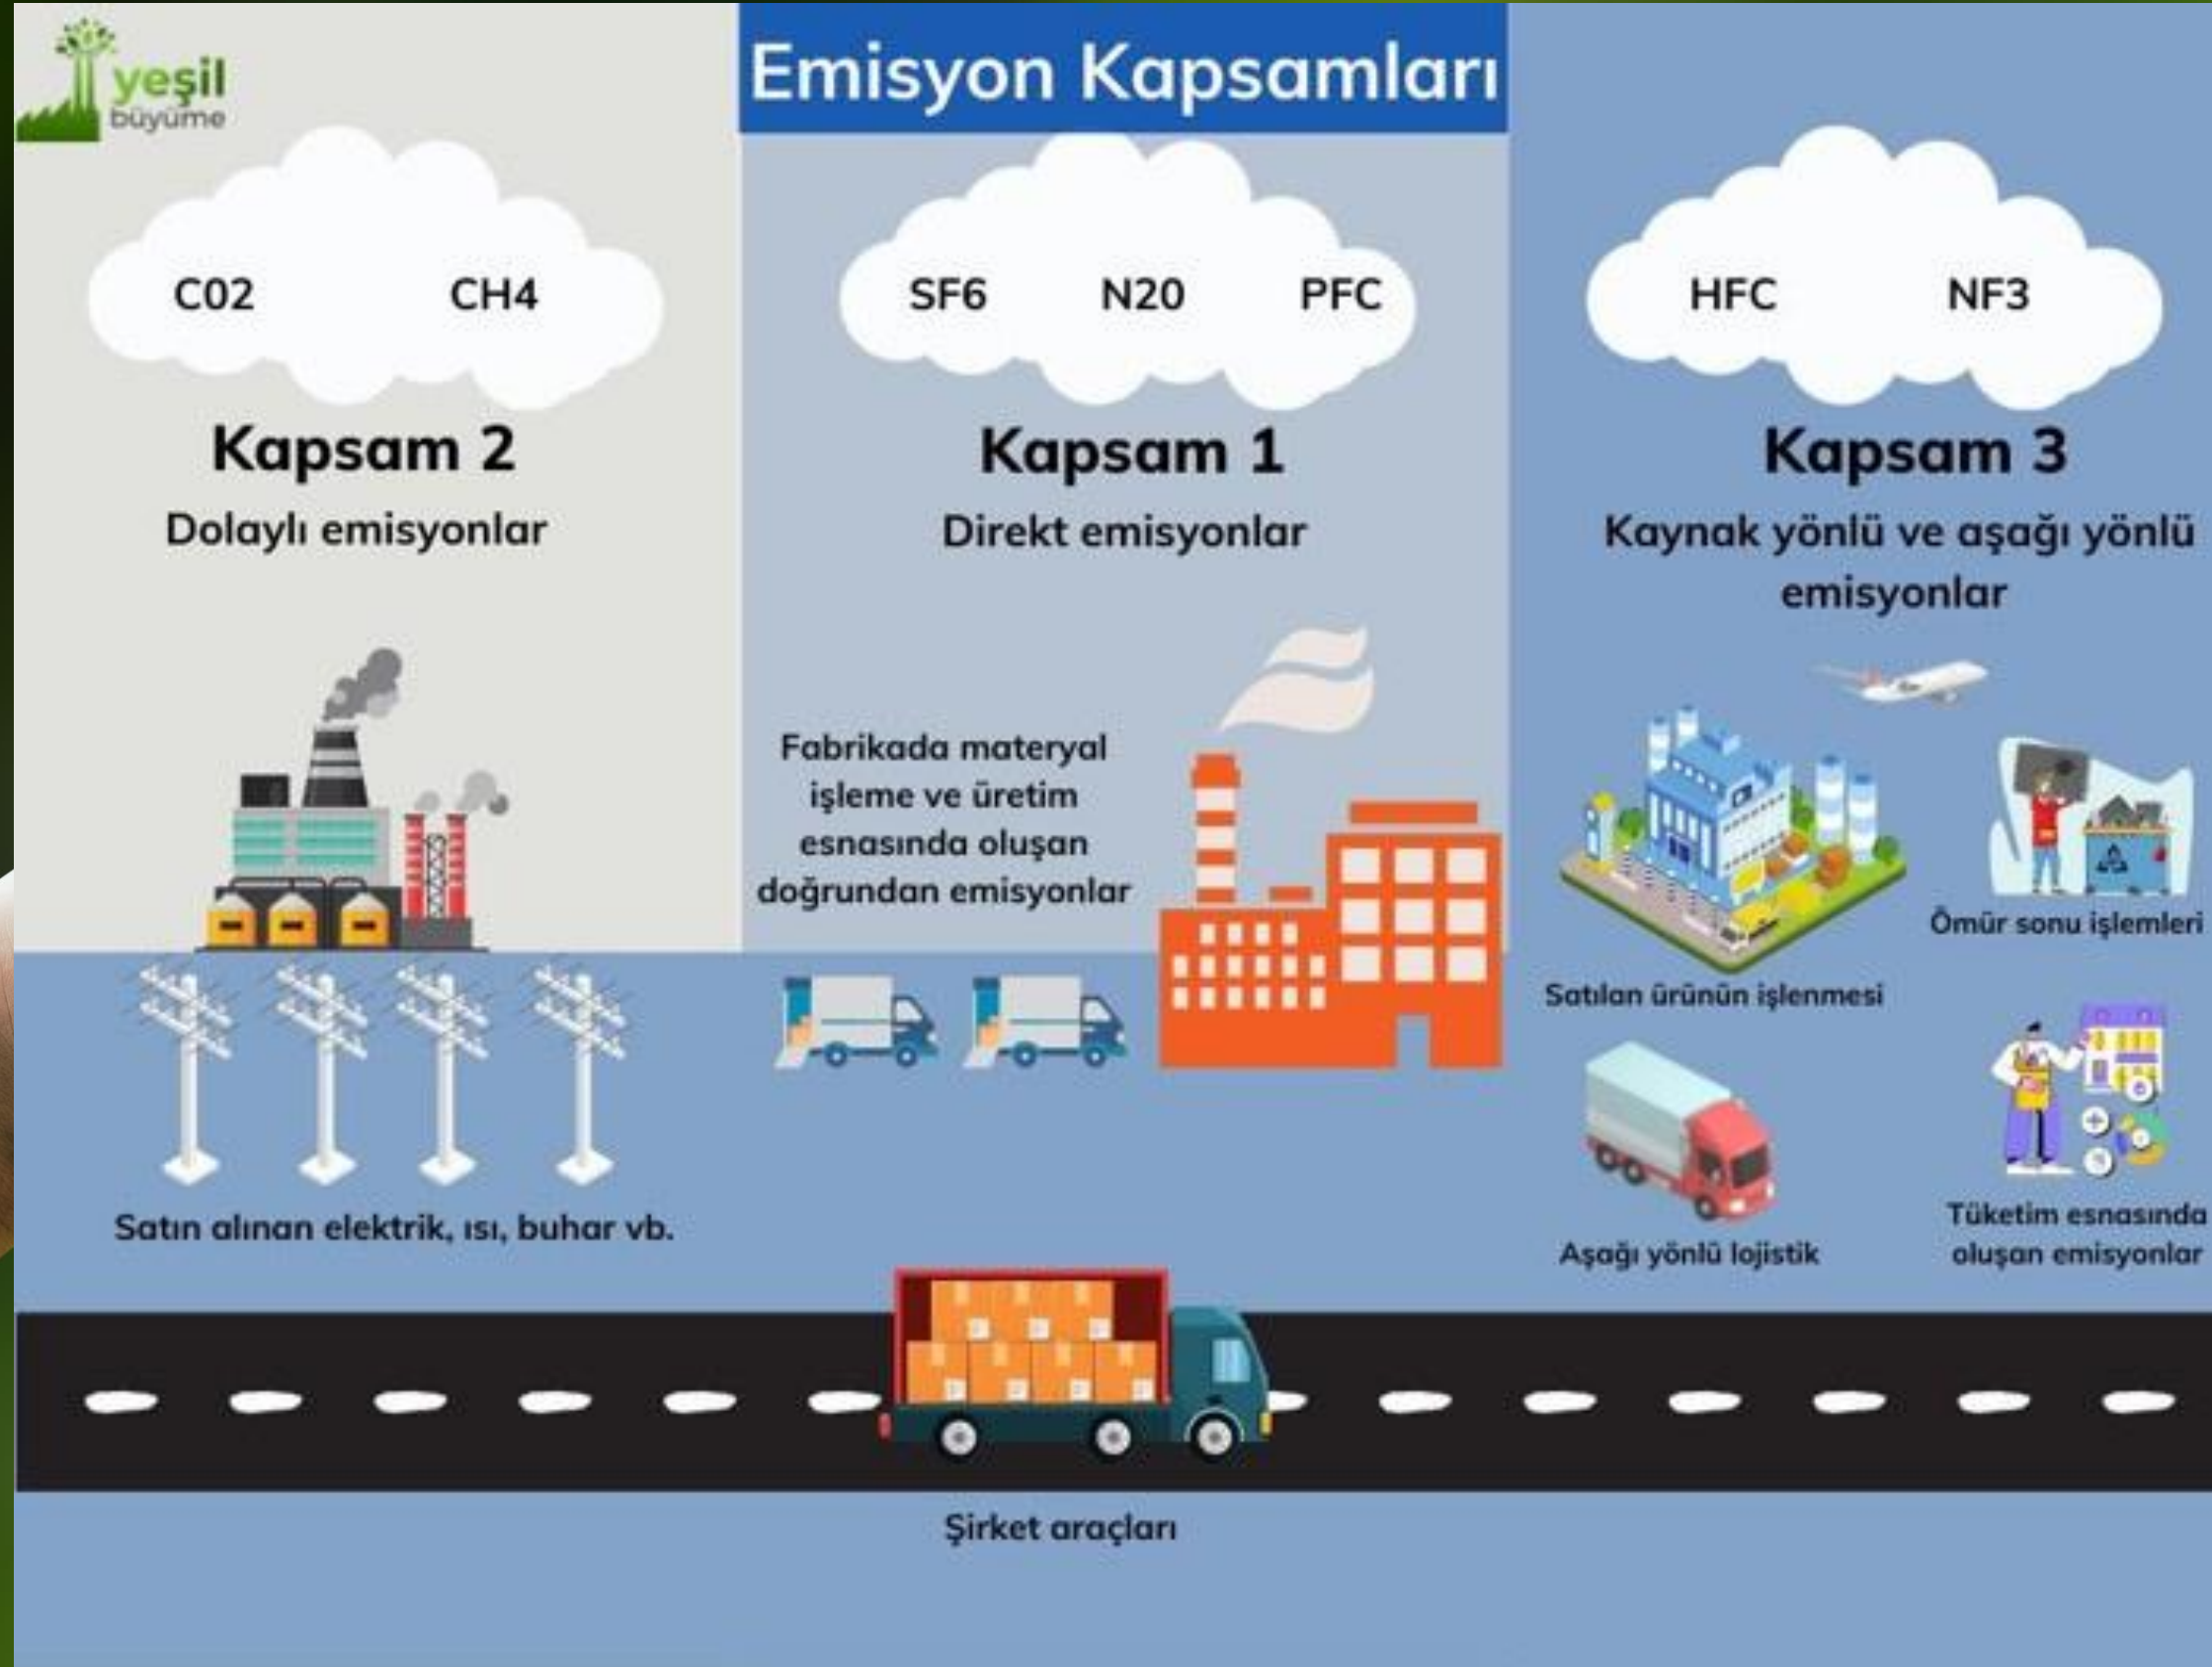 yeşil
büyüme
Emisyon Kapsamları
C02 CH4
Kapsam 2
Dolaylı emisyonlar
Satın alınan elektrik, ısı, buhar vb.
SF6 N20 PFC
Kapsam 1
Direkt emisyonlar
Fabrikada materyal
işleme ve üretim
esnasında oluşan
doğrundan emisyonlar
HFC NF3
Kapsam 3
Kaynak yönlü ve aşağı yönlü
emisyonlar
Satılan ürünün işlenmesi
Ömür sonu işlemleri
Aşağı yönlü lojistik
Tüketim esnasında
oluşan emisyonlar
Şirket araçları